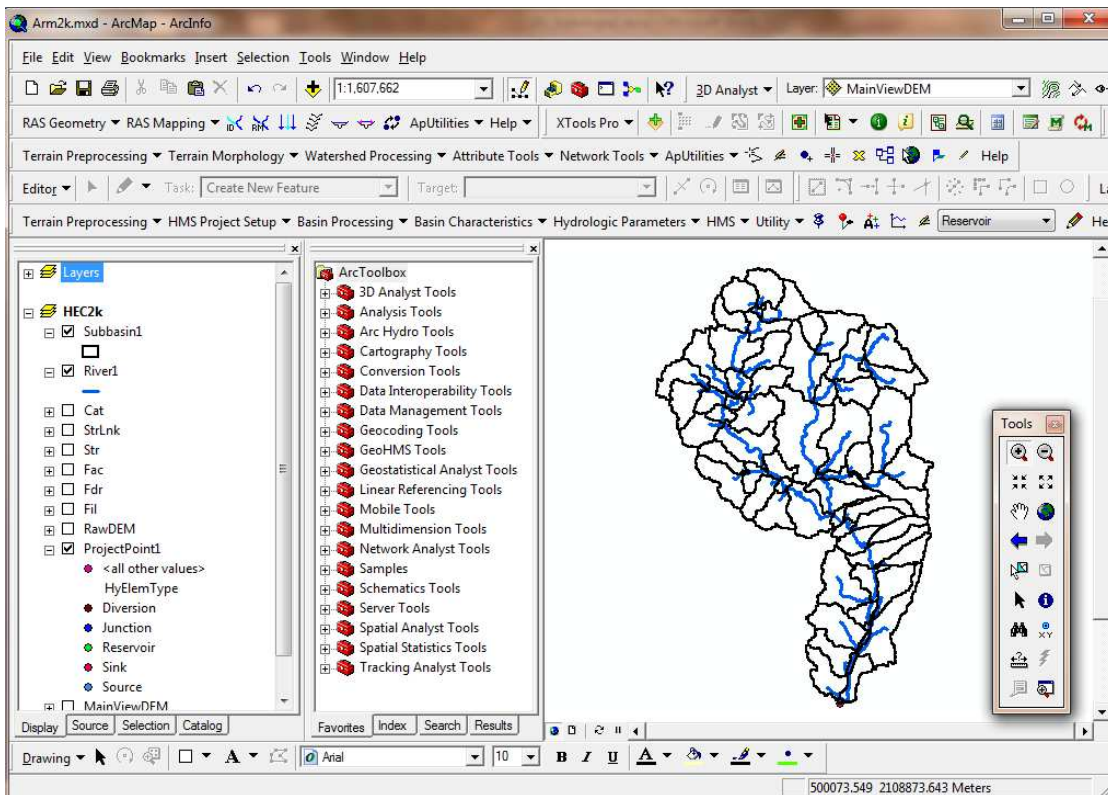 Arm2k.mxd - ArcMap - ArcInfo
File Edit View Bookmarks Insert Selection Tools Window Help
1:1,607,662 3D Analyst Layer: MainViewDEM
RAS Geometry RAS Mapping ID ApUtilities Help XTools Pro
Terrain Preprocessing Terrain Morphology Watershed Processing Attribute Tools Network Tools ApUtilities Help
Editor Task: Create New Feature Target:
Terrain Preprocessing HMS Project Setup Basin Processing Basin Characteristics Hydrologic Parameters HMS Utility Reservoir He
Layers
HEC2k
Subbasin1
River1
Cat
StrLnk
Str
Fac
Fdr
Fil
RawDEM
ProjectPoint1
<all other values>
HyElemType
Diversion
Junction
Reservoir
Sink
Source
MainViewDEM
Display Source Selection Catalog
ArcToolbox
3D Analyst Tools
Analysis Tools
Arc Hydro Tools
Cartography Tools
Conversion Tools
Data Interoperability Tools
Data Management Tools
Geocoding Tools
GeoHMS Tools
Geostatistical Analyst Tools
Linear Referencing Tools
Mobile Tools
Multidimension Tools
Network Analyst Tools
Samples
Schematics Tools
Server Tools
Spatial Analyst Tools
Spatial Statistics Tools
Tracking Analyst Tools
Favorites Index Search Results
Tools
XY
Drawing A Arial 10 B I U A
500073.549 2108873.643 Meters